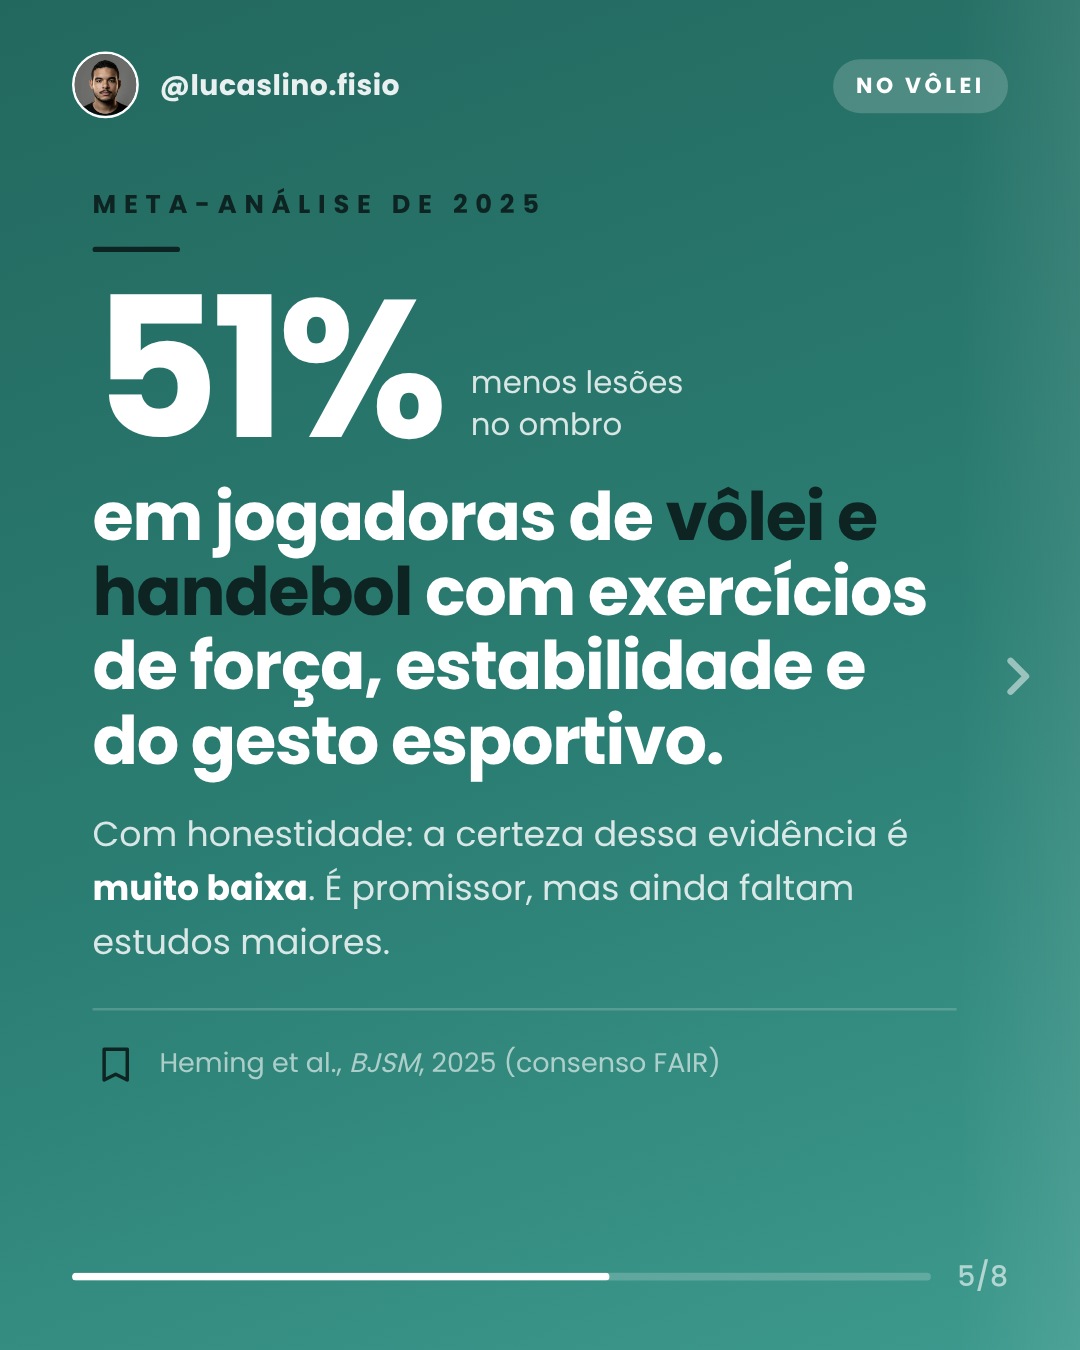 @lucaslino.fisio
NO VÔLEI
META-ANÁLISE DE 2025
51%
menos lesões
no ombro
em jogadoras de vôlei e
handebol com exercícios
de força, estabilidade e
do gesto esportivo.
Com honestidade: a certeza dessa evidência é
muito baixa. É promissor, mas ainda faltam
estudos maiores.
Heming et al., BJSM, 2025 (consenso FAIR)
5/8